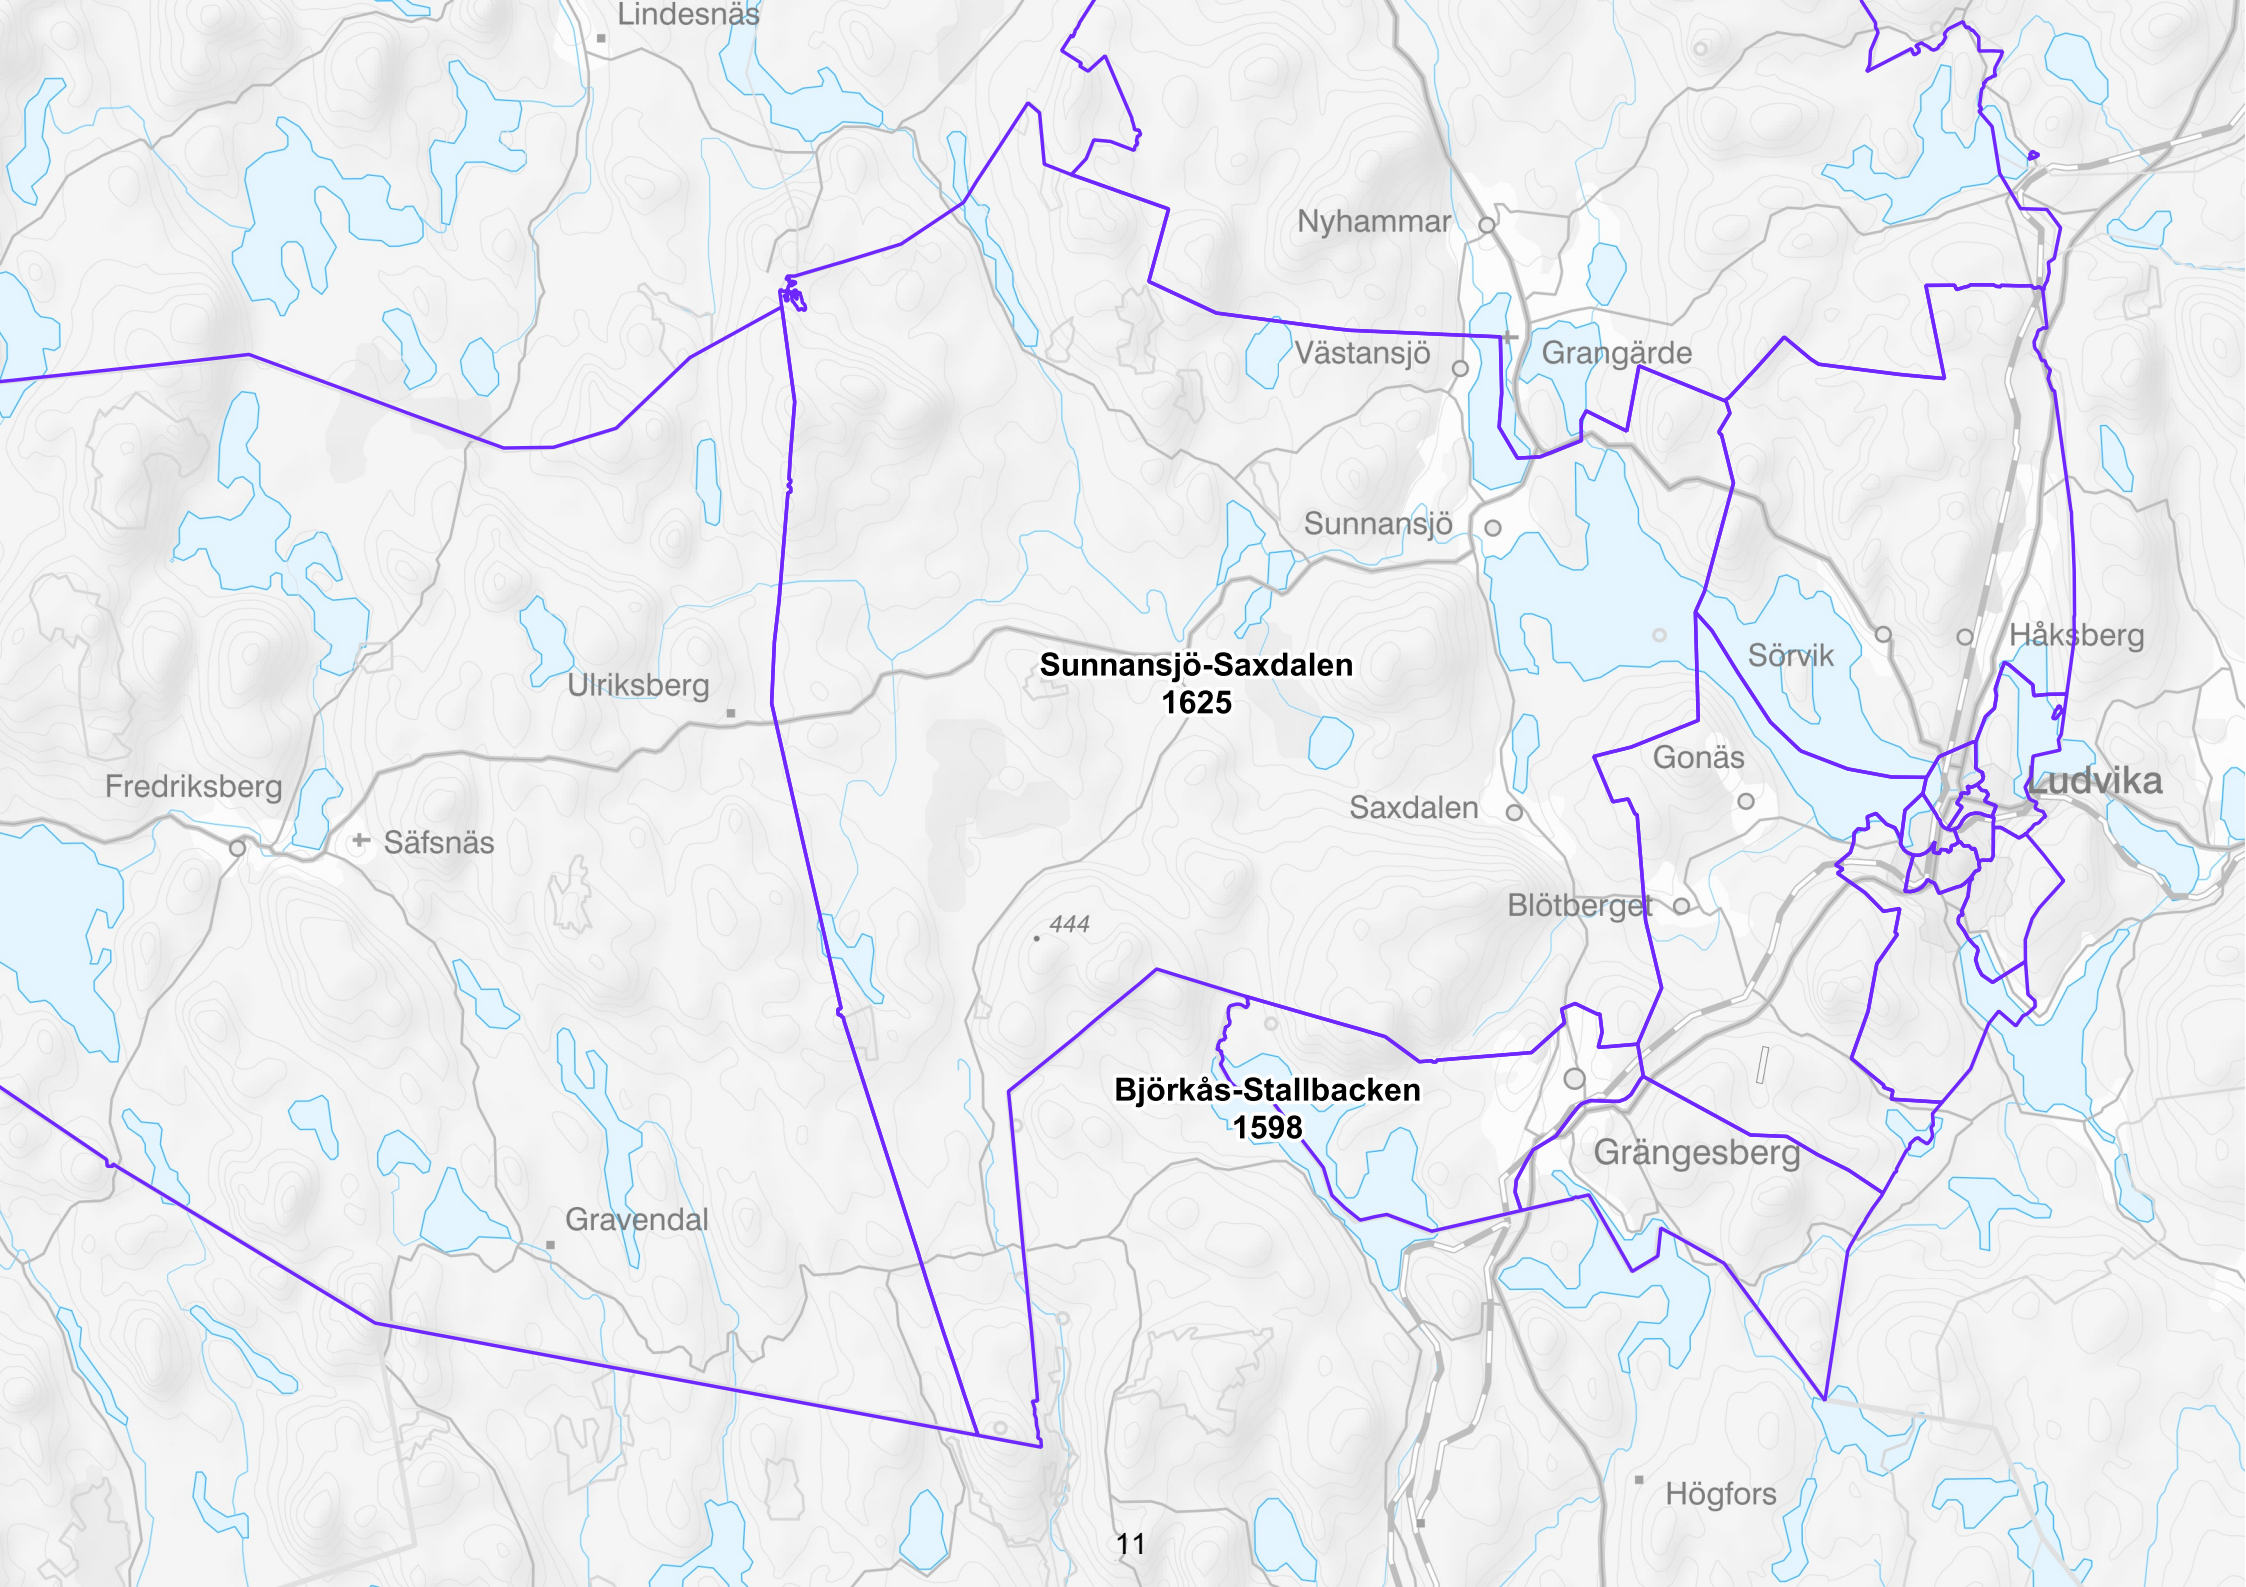 Lindesnäs
Nyhammar
Västansjö
Grangärde
Sunnansjö
Håksberg
Sörvik
Sunnansjö-Saxdalen
1625
Ulriksberg
Gonäs
Ludvika
Fredriksberg
Saxdalen
Säfsnäs
Blötberget
444
Björkås-Stallbacken
1598
Grängesberg
Gravendal
Högfors
11